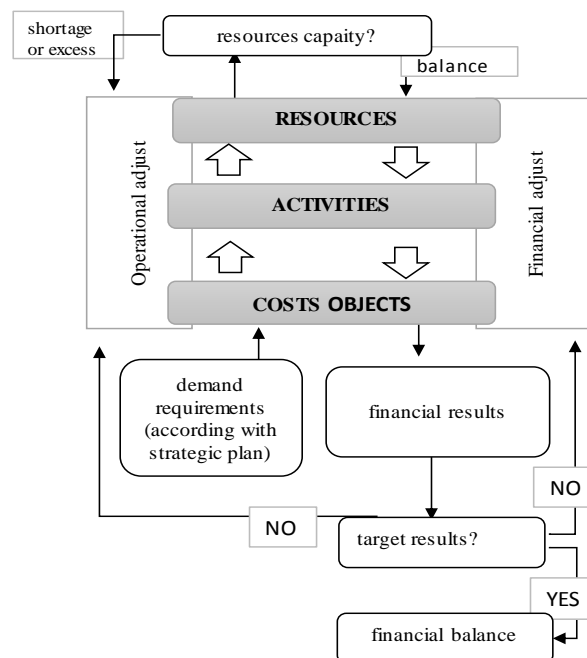 shortage
or excess
resources capaity?
balance
RESOURCES
Operational adjust
ACTIVITIES
Financial adjust
COSTS OBJECTS
demand
requirements
(according with
strategic plan)
financial results
NO
NO
target results?
YES
financial balance